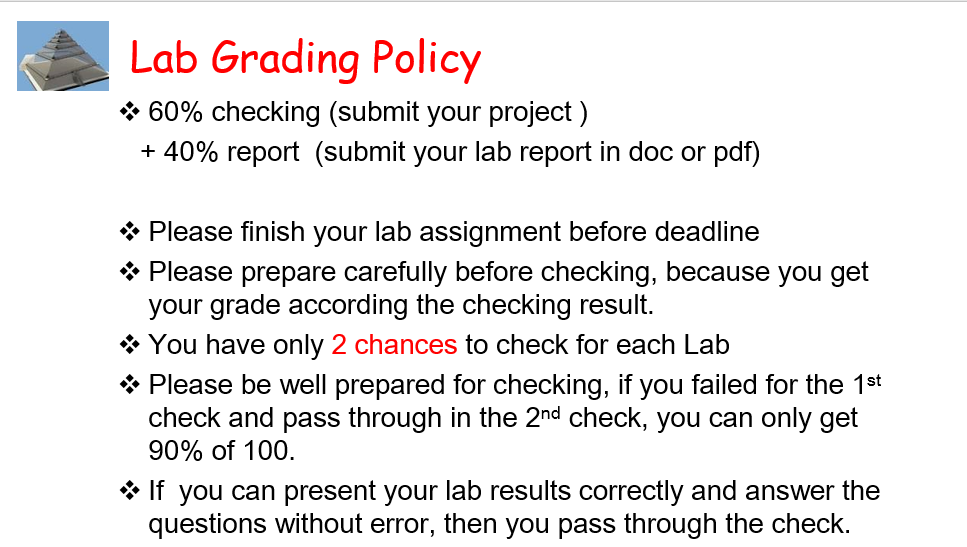 Lab Grading Policy
❖ 60% checking (submit your project )
+ 40% report (submit your lab report in doc or pdf)
❖ Please finish your lab assignment before deadline
❖ Please prepare carefully before checking, because you get
your grade according the checking result.
❖ You have only 2 chances to check for each Lab
❖ Please be well prepared for checking, if you failed for the 1st
check and pass through in the 2nd check, you can only get
90% of 100.
❖ If you can present your lab results correctly and answer the
questions without error, then you pass through the check.